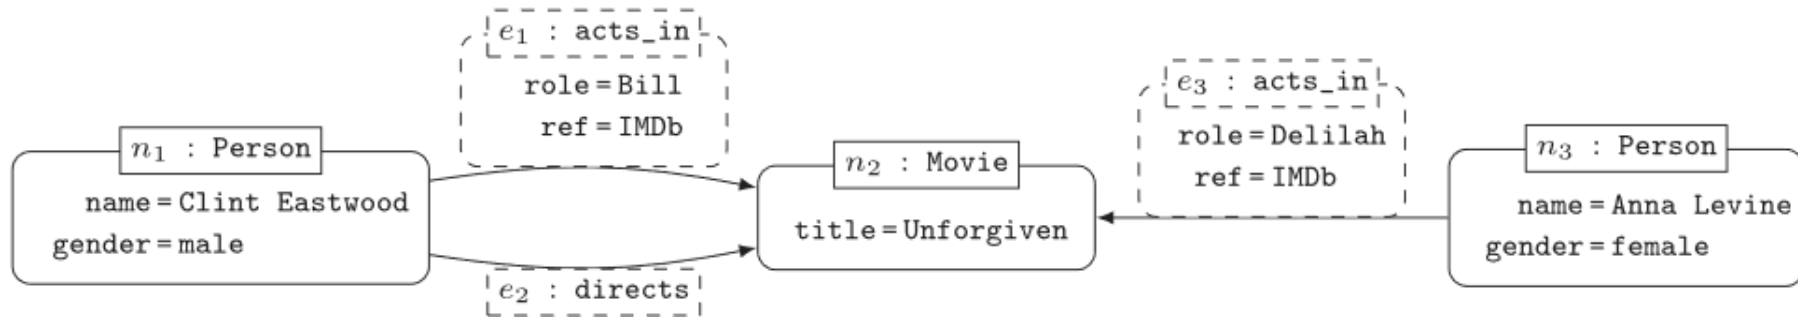 n₁ : Person
name = Clint Eastwood
gender = male
e₁ : acts_in
role = Bill
ref = IMDb
e₂ : directs
n₂ : Movie
title = Unforgiven
e₃ : acts_in
role = Delilah
ref = IMDb
n₃ : Person
name = Anna Levine
gender = female